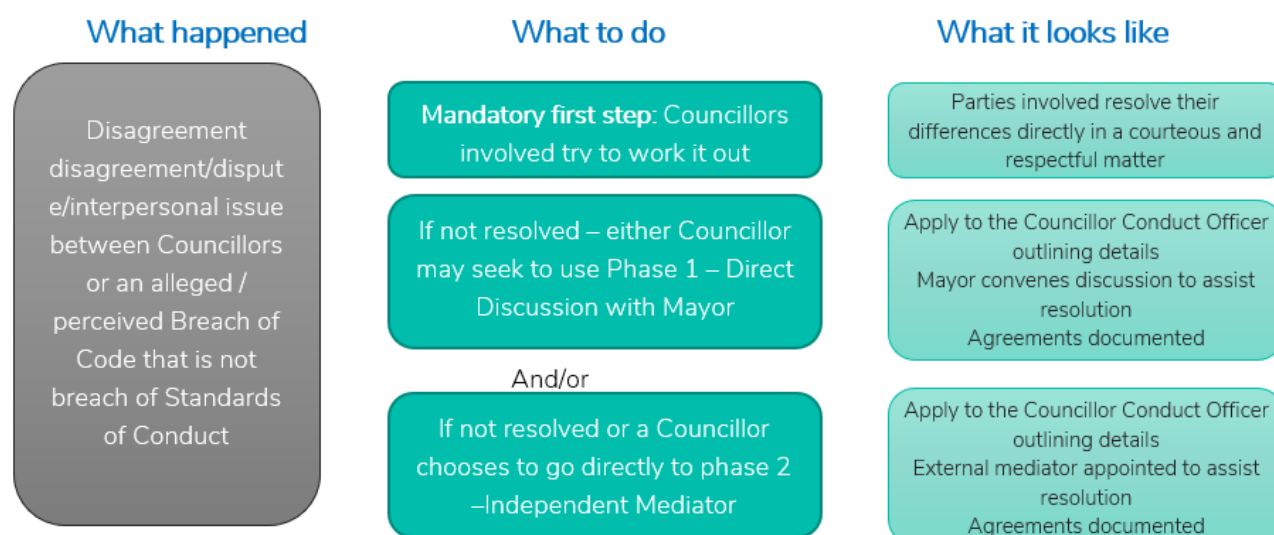 What happened
What to do
What it looks like
Disagreement
disagreement/disput
e/interpersonal issue
between Councillors
or an alleged /
perceived Breach of
Code that is not
breach of Standards
of Conduct
Mandatory first step: Councillors
involved try to work it out
Parties involved resolve their
differences directly in a courteous and
respectful matter
If not resolved – either Councillor
may seek to use Phase 1 – Direct
Discussion with Mayor
Apply to the Councillor Conduct Officer
outlining details
Mayor convenes discussion to assist
resolution
Agreements documented
And/or
If not resolved or a Councillor
chooses to go directly to phase 2
–Independent Mediator
Apply to the Councillor Conduct Officer
outlining details
External mediator appointed to assist
resolution
Agreements documented